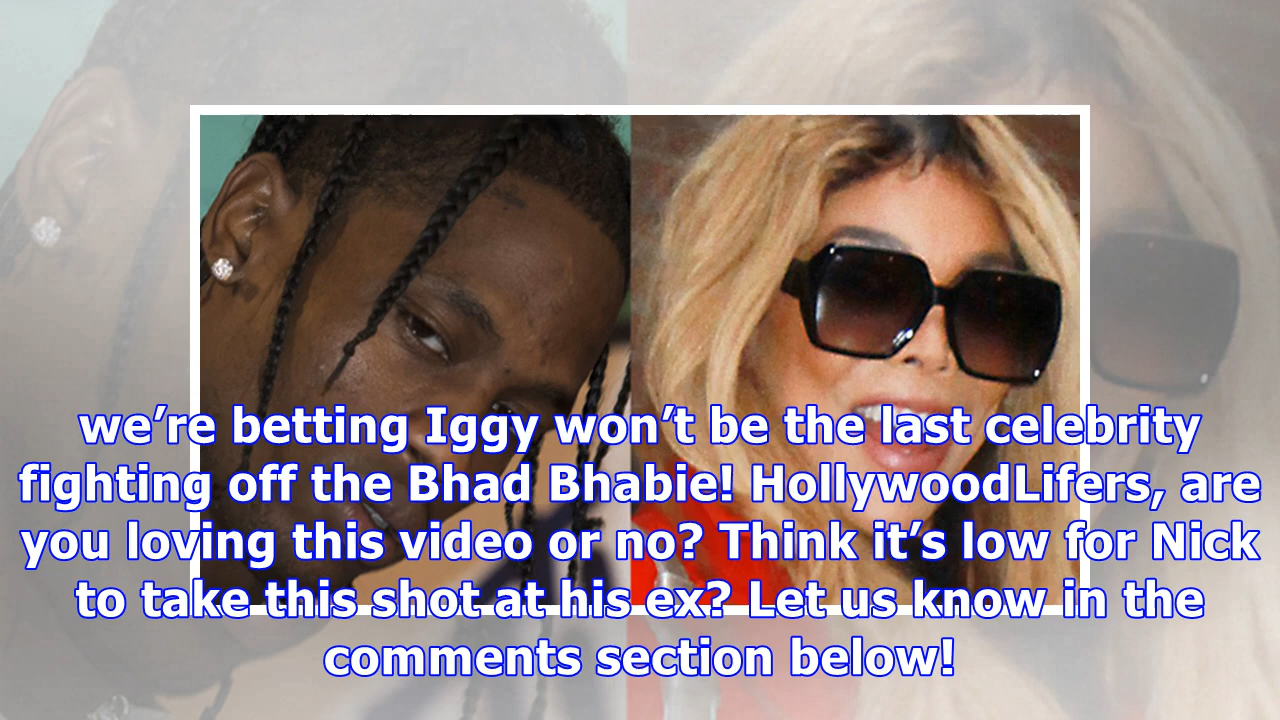 we’re betting Iggy won’t be the last celebrity
fighting off the Bhad Bhabie! HollywoodLifers, are
you loving this video or no? Think it’s low for Nick
to take this shot at his ex? Let us know in the
comments section below!